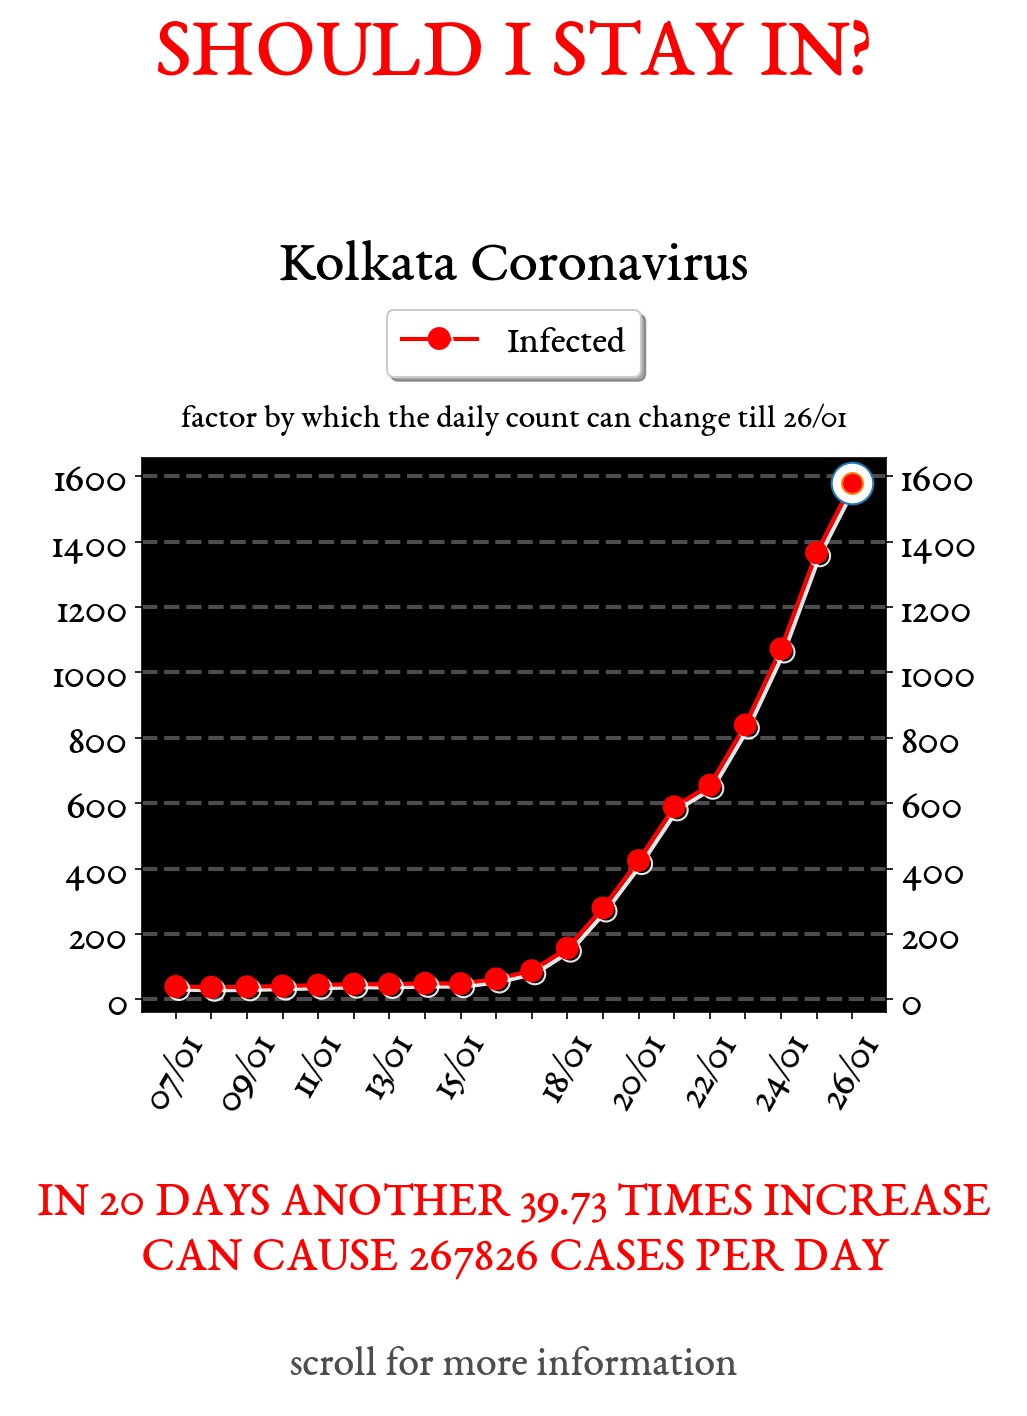 SHOULD I STAY IN?
Kolkata Coronavirus
Infected
factor by which the daily count can change till 26/01
1600 1600
1400 1400
1200 1200
1000 1000
800 800
600 600
400 400
200 200
0 0
07/01 09/01 11/01 13/01 15/01 18/01 20/01 22/01 24/01 26/01
IN 20 DAYS ANOTHER 39.73 TIMES INCREASE
CAN CAUSE 267826 CASES PER DAY
scroll for more information